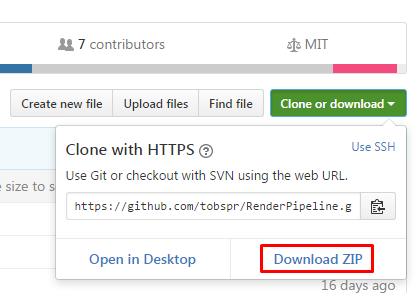 7 contributors
MIT
Create new file
Upload files
Find file
Clone or download
Clone with HTTPS
Use SSH
Use Git or checkout with SVN using the web URL.
size to s
https://github.com/tobspr/RenderPipeline.g
Open in Desktop
Download ZIP
16 days ago